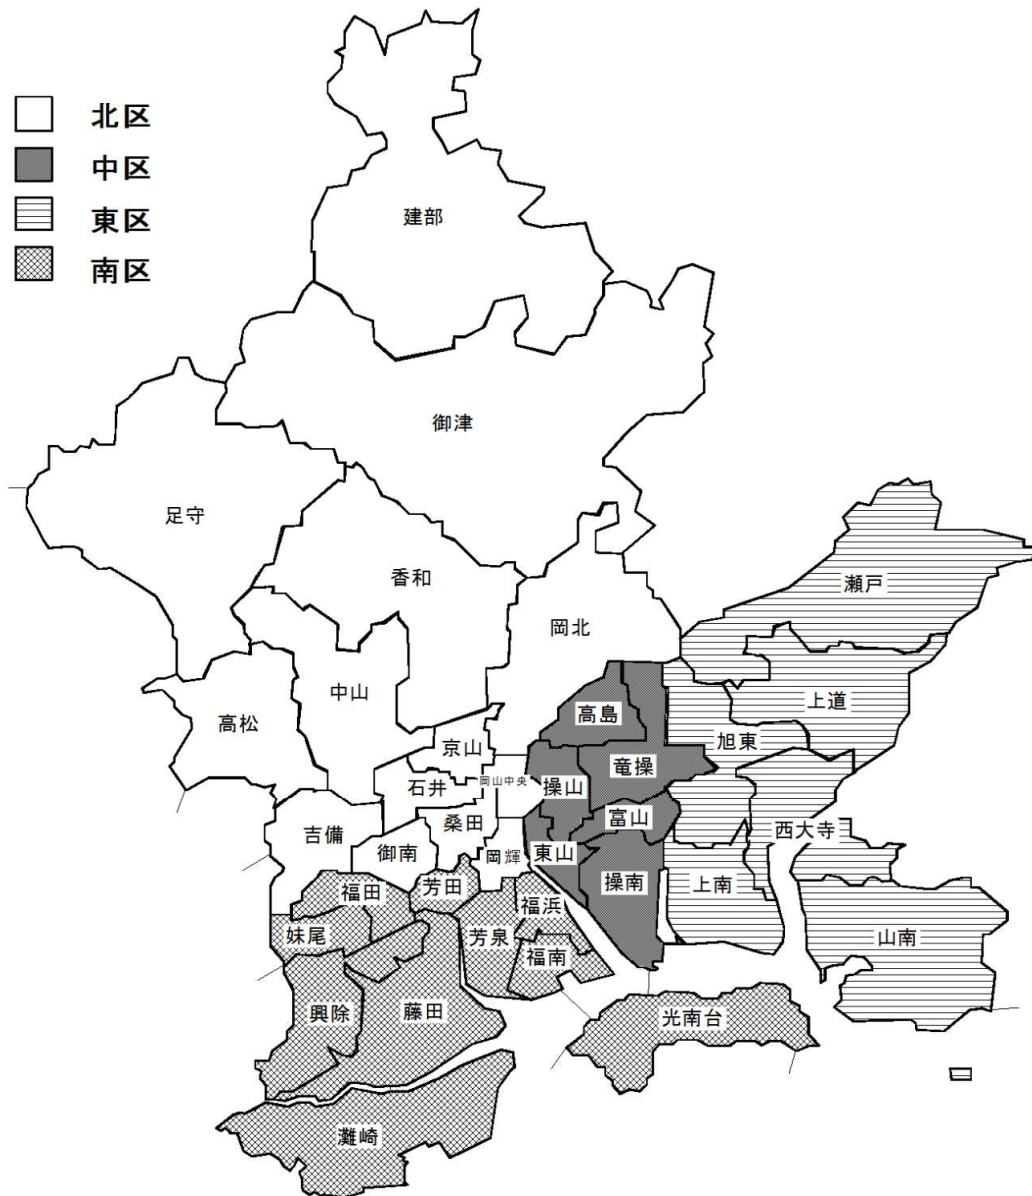 北区
中区
東区
南区
建部
御津
足守
香和
瀬戸
岡北
中山
上道
高島
高松
旭東
京山
竜操
岡山中央
石井
操山
富山
桑田
西大寺
吉備
御南
岡輝
東山
操南
上南
福田
芳田
福浜
妹尾
芳泉
山南
福南
興除
藤田
光南台
灘崎